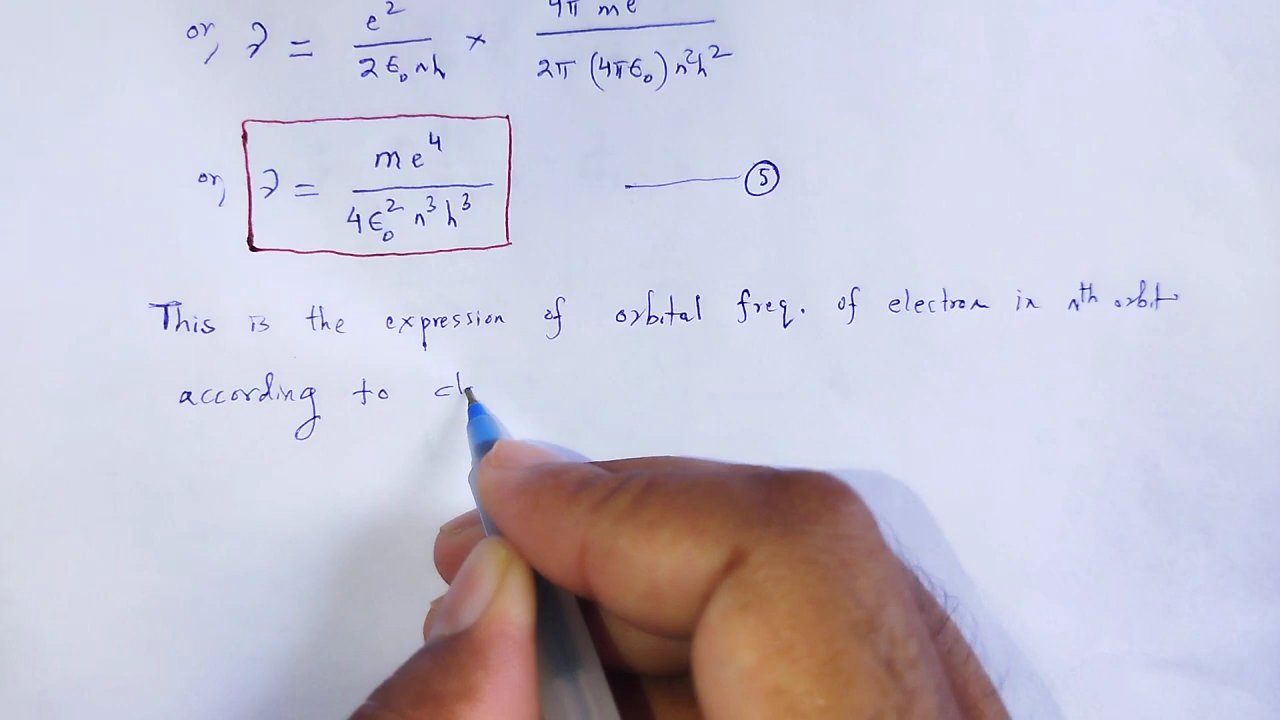 or, ν = e² / 2ϵ₀nh × 4π me / 2π (4πϵ₀) n²h²
or, ν = me⁴ / 4ϵ₀² n³ h³ —— ⑤
This is the expression of orbital freq. of electron in nth orbit
according to cl